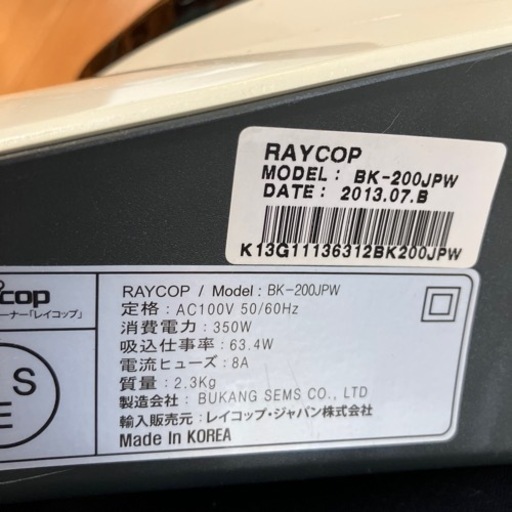 RAYCOP
MODEL: BK-200JPW
DATE: 2013.07.B
K13G11136312BK200JPW
RAYCOP / Model: BK-200JPW
定格: AC100V 50/60Hz
消費電力: 350W
吸込仕事率: 63.4W
電流ヒューズ: 8A
質量: 2.3Kg
製造会社: BUKANG SEMS CO., LTD
輸入販売元: レイコップ・ジャパン株式会社
Made In KOREA
cop
ーナー「レイコップ」
S
E